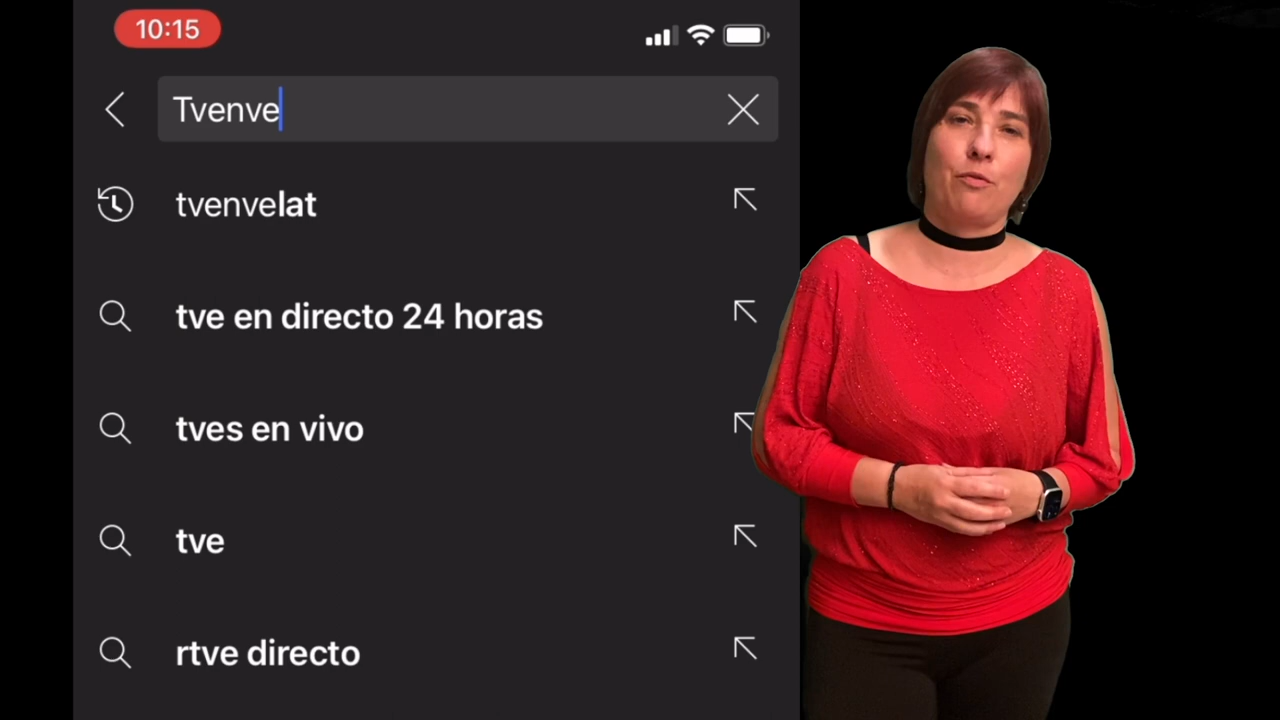 10:15
Tvenve
tvenvelat
tve en directo 24 horas
tves en vivo
tve
rtve directo